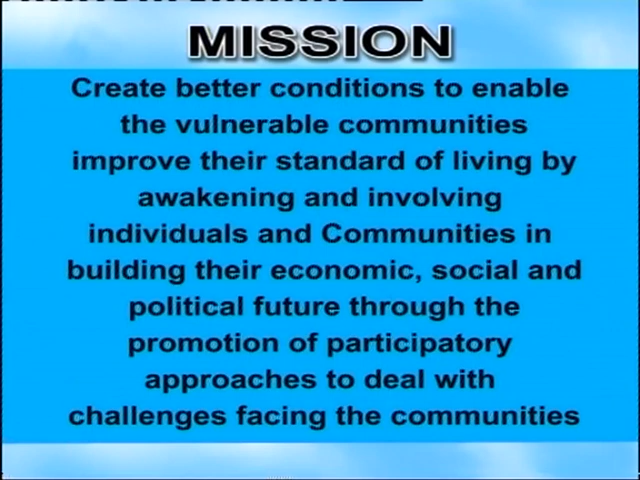 MISSION
Create better conditions to enable
the vulnerable communities
improve their standard of living by
awakening and involving
individuals and Communities in
building their economic, social and
political future through the
promotion of participatory
approaches to deal with
challenges facing the communities